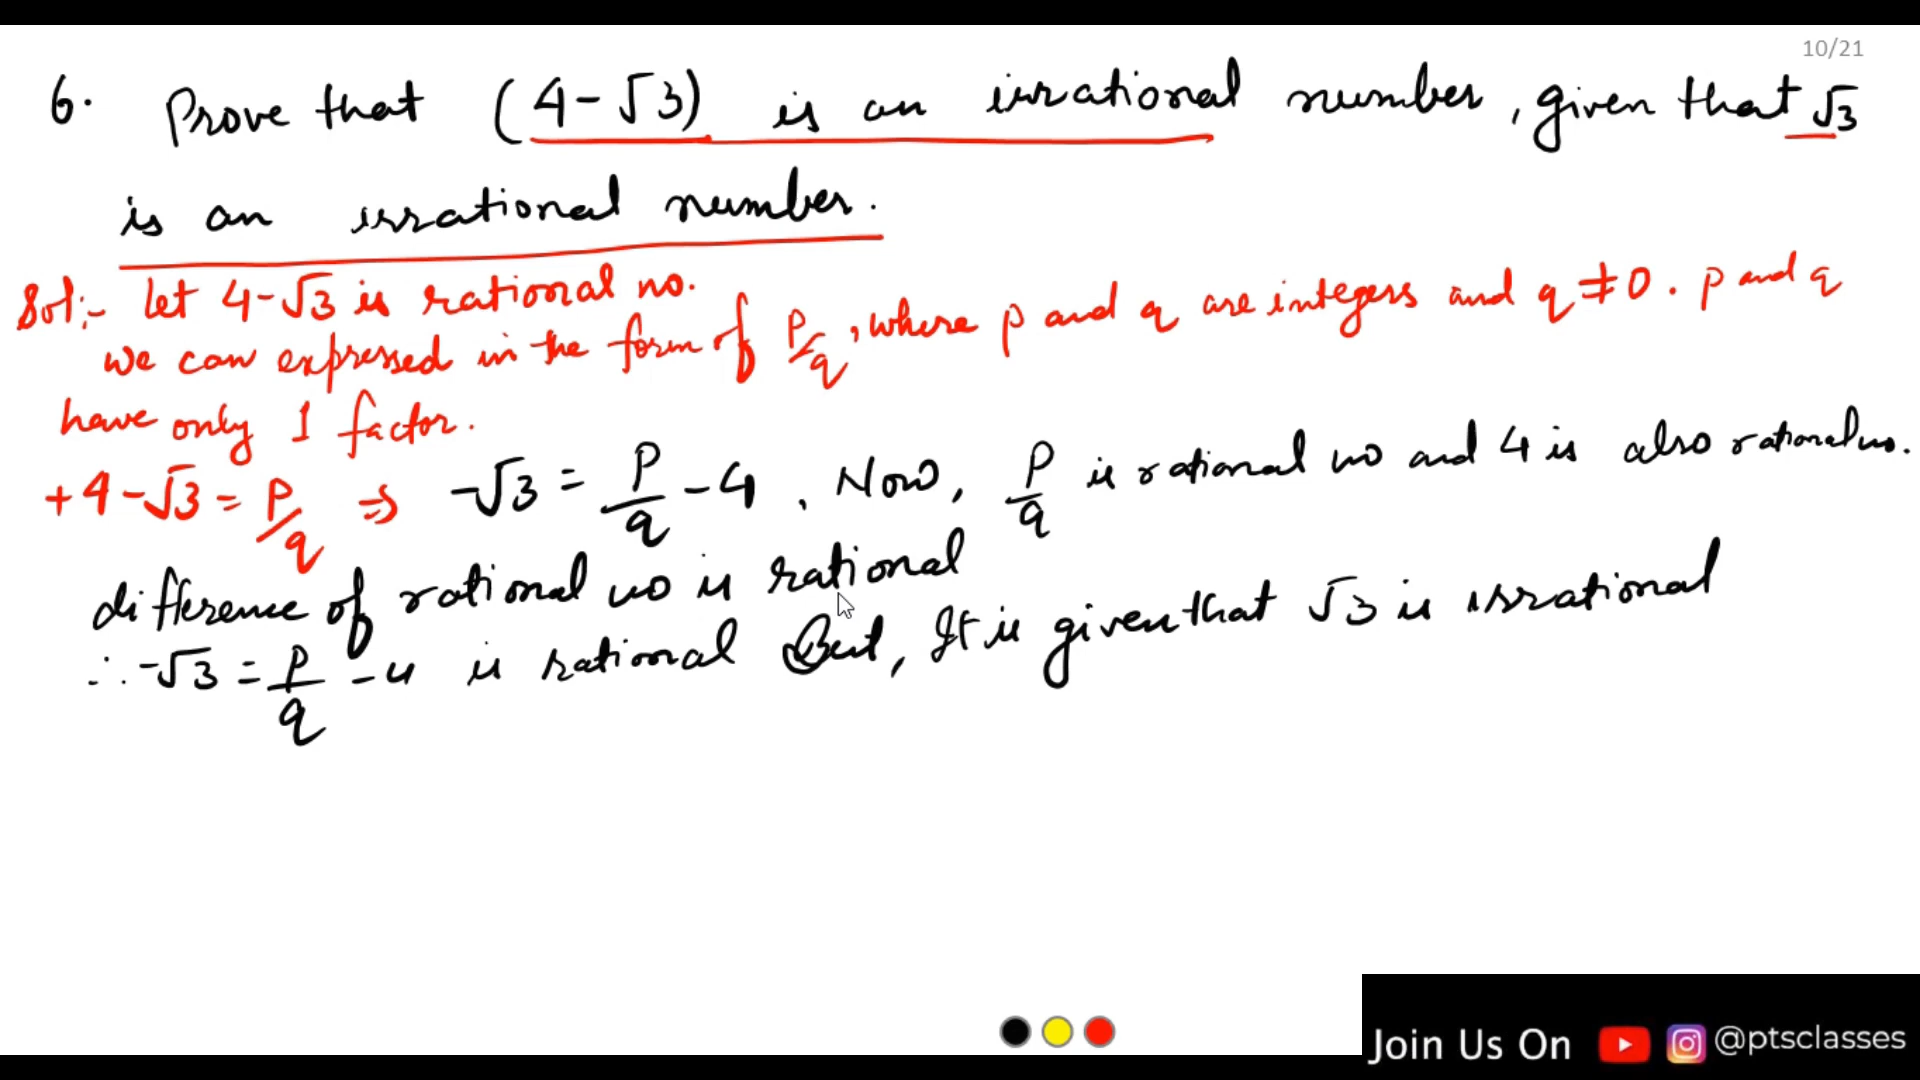 10/21
6. Prove that (4-√3) is an irrational number, given that √3
is an irrational number.
Sol:- let 4-√3 is rational no.
we can expressed in the form of P/q, where p and q are integers and q ≠ 0. p and q
have only 1 factor.
+4-√3 = P/q ⇒ -√3 = P/q - 4. Now, P/q is rational no and 4 is also rational no.
difference of rational no is rational
∴ -√3 = P/q - 4 is rational But, It is given that √3 is irrational
Join Us On @ptsclasses